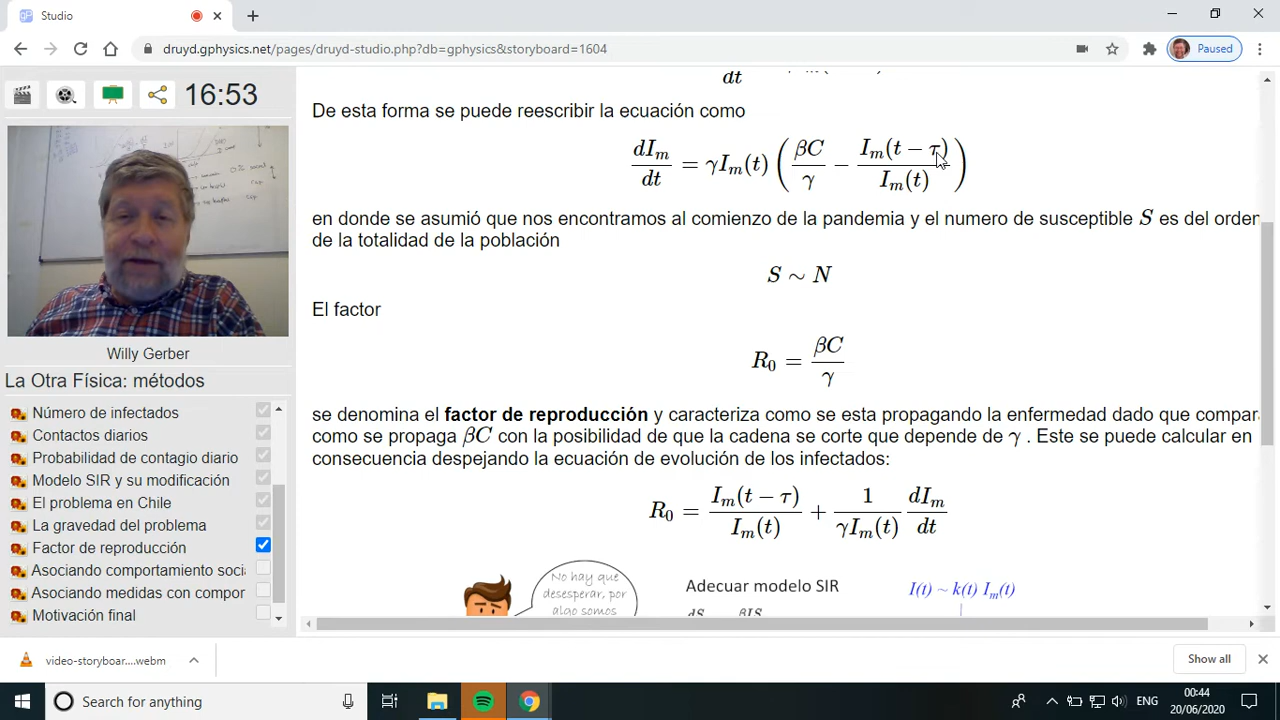 Studio
Paused
druyd.gphysics.net/pages/druyd-studio.php?db=gphysics&storyboard=1604
16:53
Willy Gerber
La Otra Física: métodos
Número de infectados
Contactos diarios
Probabilidad de contagio diario
Modelo SIR y su modificación
El problema en Chile
La gravedad del problema
Factor de reproducción
Asociando comportamiento soci
Asociando medidas con compor
Motivación final
dt
De esta forma se puede reescribir la ecuación como
dI_m/dt = γI_m(t) (βC/γ − I_m(t − τ)/I_m(t))
en donde se asumió que nos encontramos al comienzo de la pandemia y el numero de susceptible S es del orden
de la totalidad de la población
S ∼ N
El factor
R_0 = βC/γ
se denomina el factor de reproducción y caracteriza como se esta propagando la enfermedad dado que compar
como se propaga βC con la posibilidad de que la cadena se corte que depende de γ . Este se puede calcular en
consecuencia despejando la ecuación de evolución de los infectados:
R_0 = I_m(t − τ)/I_m(t) + 1/(γI_m(t)) dI_m/dt
No hay que
desesperar, por
algo somos
Adecuar modelo SIR
dS βIS
I(t) ~ k(t) I_m(t)
video-storyboar....webm
Show all
Search for anything
ENG
00:44
20/06/2020